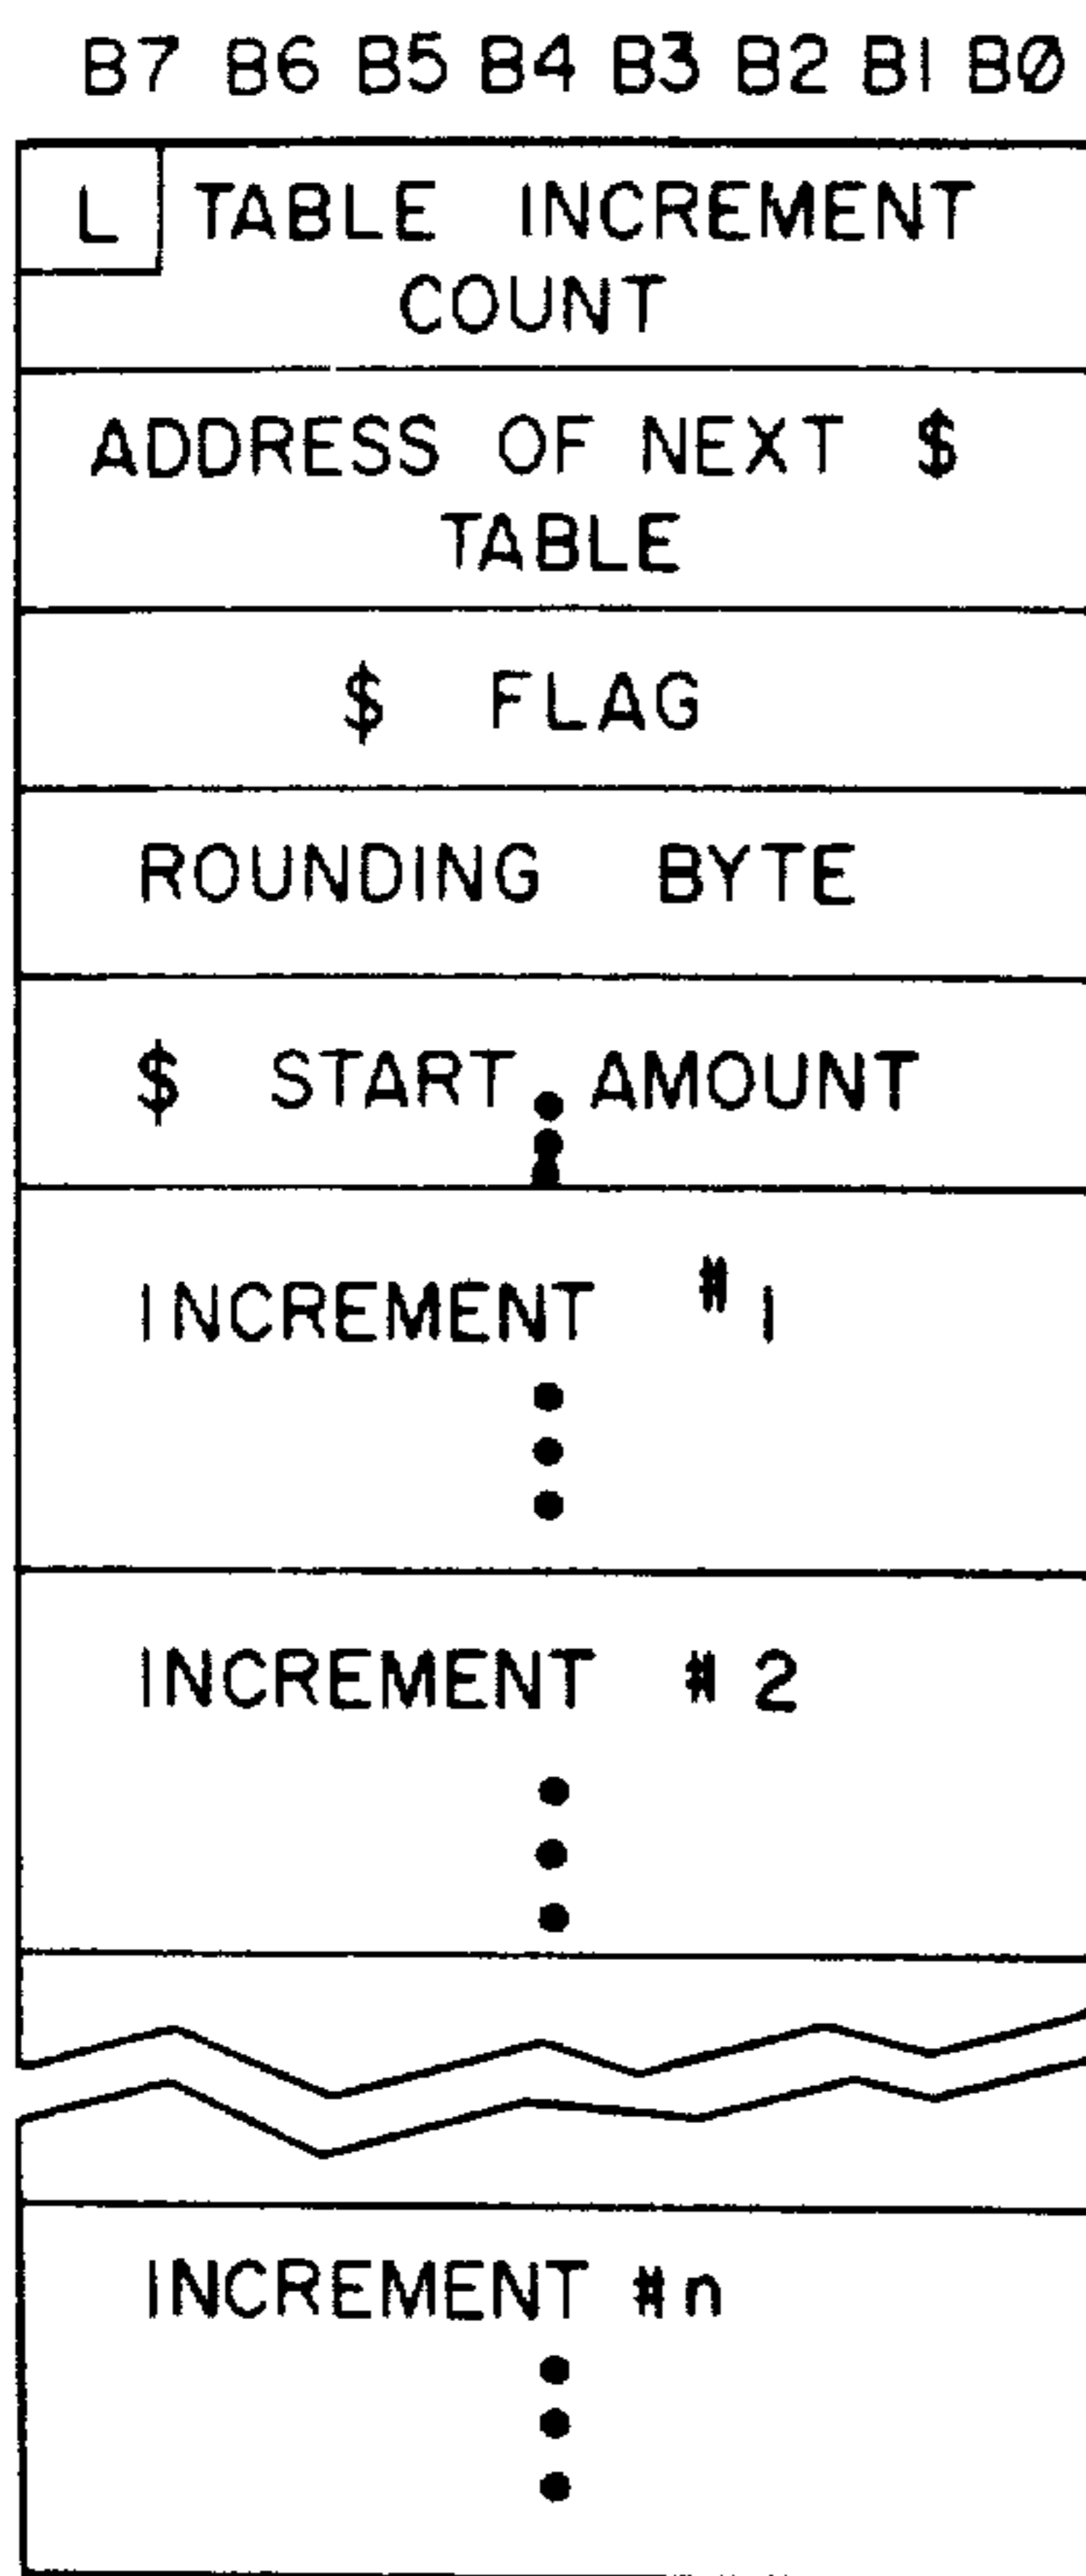 B7 B6 B5 B4 B3 B2 B1 BØ
L TABLE INCREMENT
COUNT
ADDRESS OF NEXT $
TABLE
$ FLAG
ROUNDING BYTE
$ START AMOUNT
INCREMENT #1
INCREMENT #2
INCREMENT #n